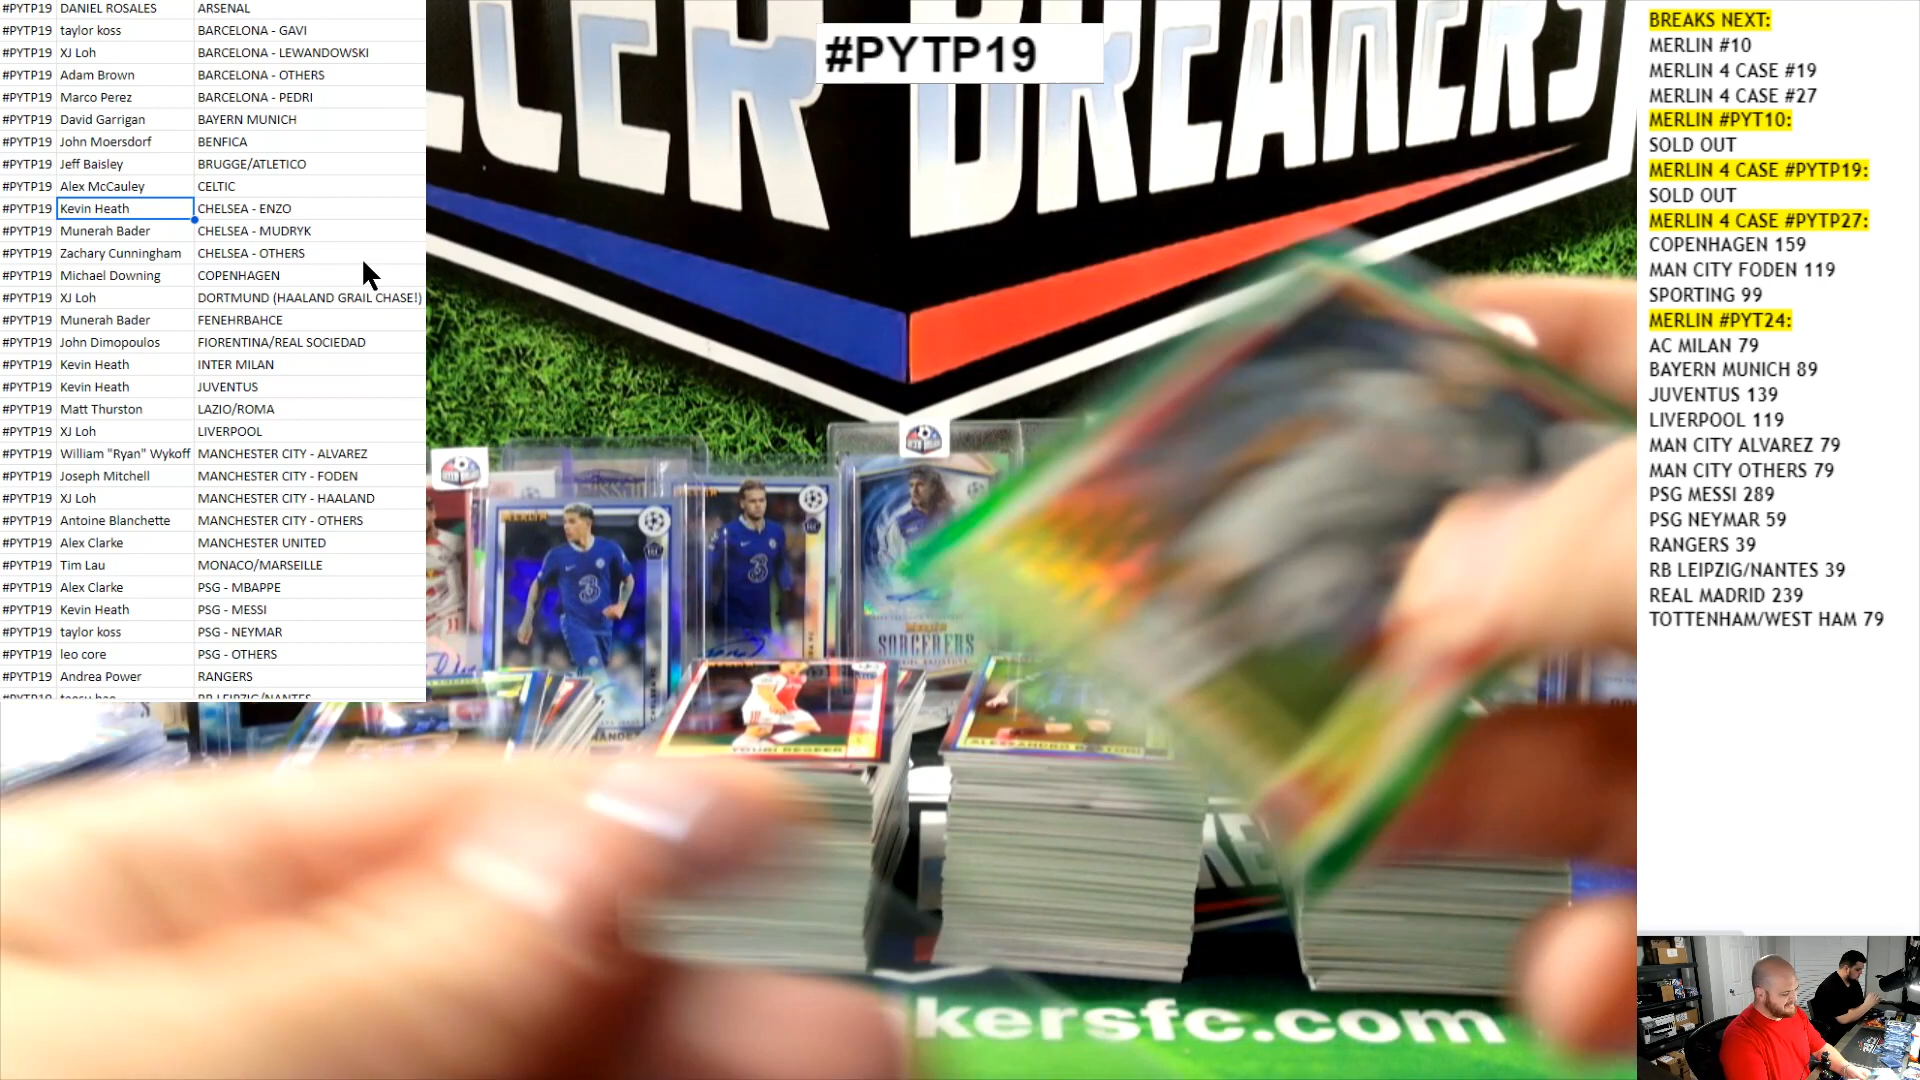 #PYTP19 DANIEL ROSALES ARSENAL
#PYTP19 taylor koss BARCELONA - GAVI
#PYTP19 XJ Loh BARCELONA - LEWANDOWSKI
#PYTP19 Adam Brown BARCELONA - OTHERS
#PYTP19 Marco Perez BARCELONA - PEDRI
#PYTP19 David Garrigan BAYERN MUNICH
#PYTP19 John Moersdorf BENFICA
#PYTP19 Jeff Baisley BRUGGE/ATLETICO
#PYTP19 Alex McCauley CELTIC
#PYTP19 Kevin Heath CHELSEA - ENZO
#PYTP19 Munerah Bader CHELSEA - MUDRYK
#PYTP19 Zachary Cunningham CHELSEA - OTHERS
#PYTP19 Michael Downing COPENHAGEN
#PYTP19 XJ Loh DORTMUND (HAALAND GRAIL CHASE!)
#PYTP19 Munerah Bader FENEHRBAHCE
#PYTP19 John Dimopoulos FIORENTINA/REAL SOCIEDAD
#PYTP19 Kevin Heath INTER MILAN
#PYTP19 Kevin Heath JUVENTUS
#PYTP19 Matt Thurston LAZIO/ROMA
#PYTP19 XJ Loh LIVERPOOL
#PYTP19 William "Ryan" Wykoff MANCHESTER CITY - ALVAREZ
#PYTP19 Joseph Mitchell MANCHESTER CITY - FODEN
#PYTP19 XJ Loh MANCHESTER CITY - HAALAND
#PYTP19 Antoine Blanchette MANCHESTER CITY - OTHERS
#PYTP19 Alex Clarke MANCHESTER UNITED
#PYTP19 Tim Lau MONACO/MARSEILLE
#PYTP19 Alex Clarke PSG - MBAPPE
#PYTP19 Kevin Heath PSG - MESSI
#PYTP19 taylor koss PSG - NEYMAR
#PYTP19 leo core PSG - OTHERS
#PYTP19 Andrea Power RANGERS
#PYTP19 RB LEIPZIG/NANTES
#PYTP19
BREAKERS
MERLIN
SORCERERS
YOURI REGEER
kersfc.com
BREAKS NEXT:
MERLIN #10
MERLIN 4 CASE #19
MERLIN 4 CASE #27
MERLIN #PYT10:
SOLD OUT
MERLIN 4 CASE #PYTP19:
SOLD OUT
MERLIN 4 CASE #PYTP27:
COPENHAGEN 159
MAN CITY FODEN 119
SPORTING 99
MERLIN #PYT24:
AC MILAN 79
BAYERN MUNICH 89
JUVENTUS 139
LIVERPOOL 119
MAN CITY ALVAREZ 79
MAN CITY OTHERS 79
PSG MESSI 289
PSG NEYMAR 59
RANGERS 39
RB LEIPZIG/NANTES 39
REAL MADRID 239
TOTTENHAM/WEST HAM 79